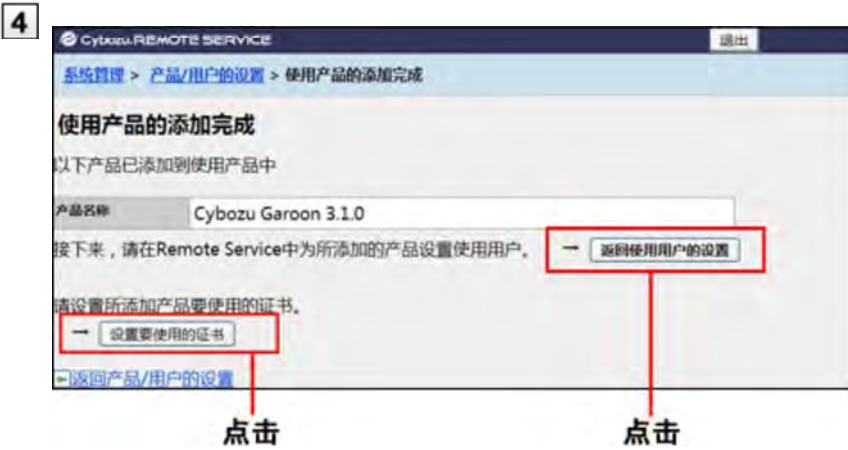 4
Cybozu REMOTE SERVICE 退出
系统管理 > 产品/用户的设置 > 使用产品的添加完成
使用产品的添加完成
以下产品已添加到使用产品中
产品名称 Cybozu Garoon 3.1.0
接下来，请在Remote Service中为所添加的产品设置使用用户。 → 返回使用用户的设置
请设置所添加产品要使用的证书。
→ 设置要使用的证书
返回产品/用户的设置
点击 点击